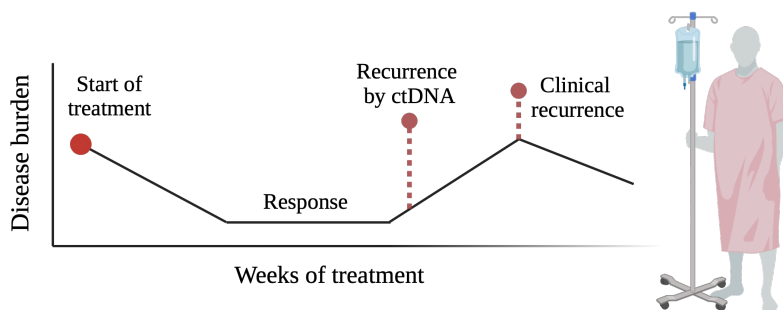 Start of
treatment
Recurrence
by ctDNA
Clinical
recurrence
Response
Disease burden
Weeks of treatment